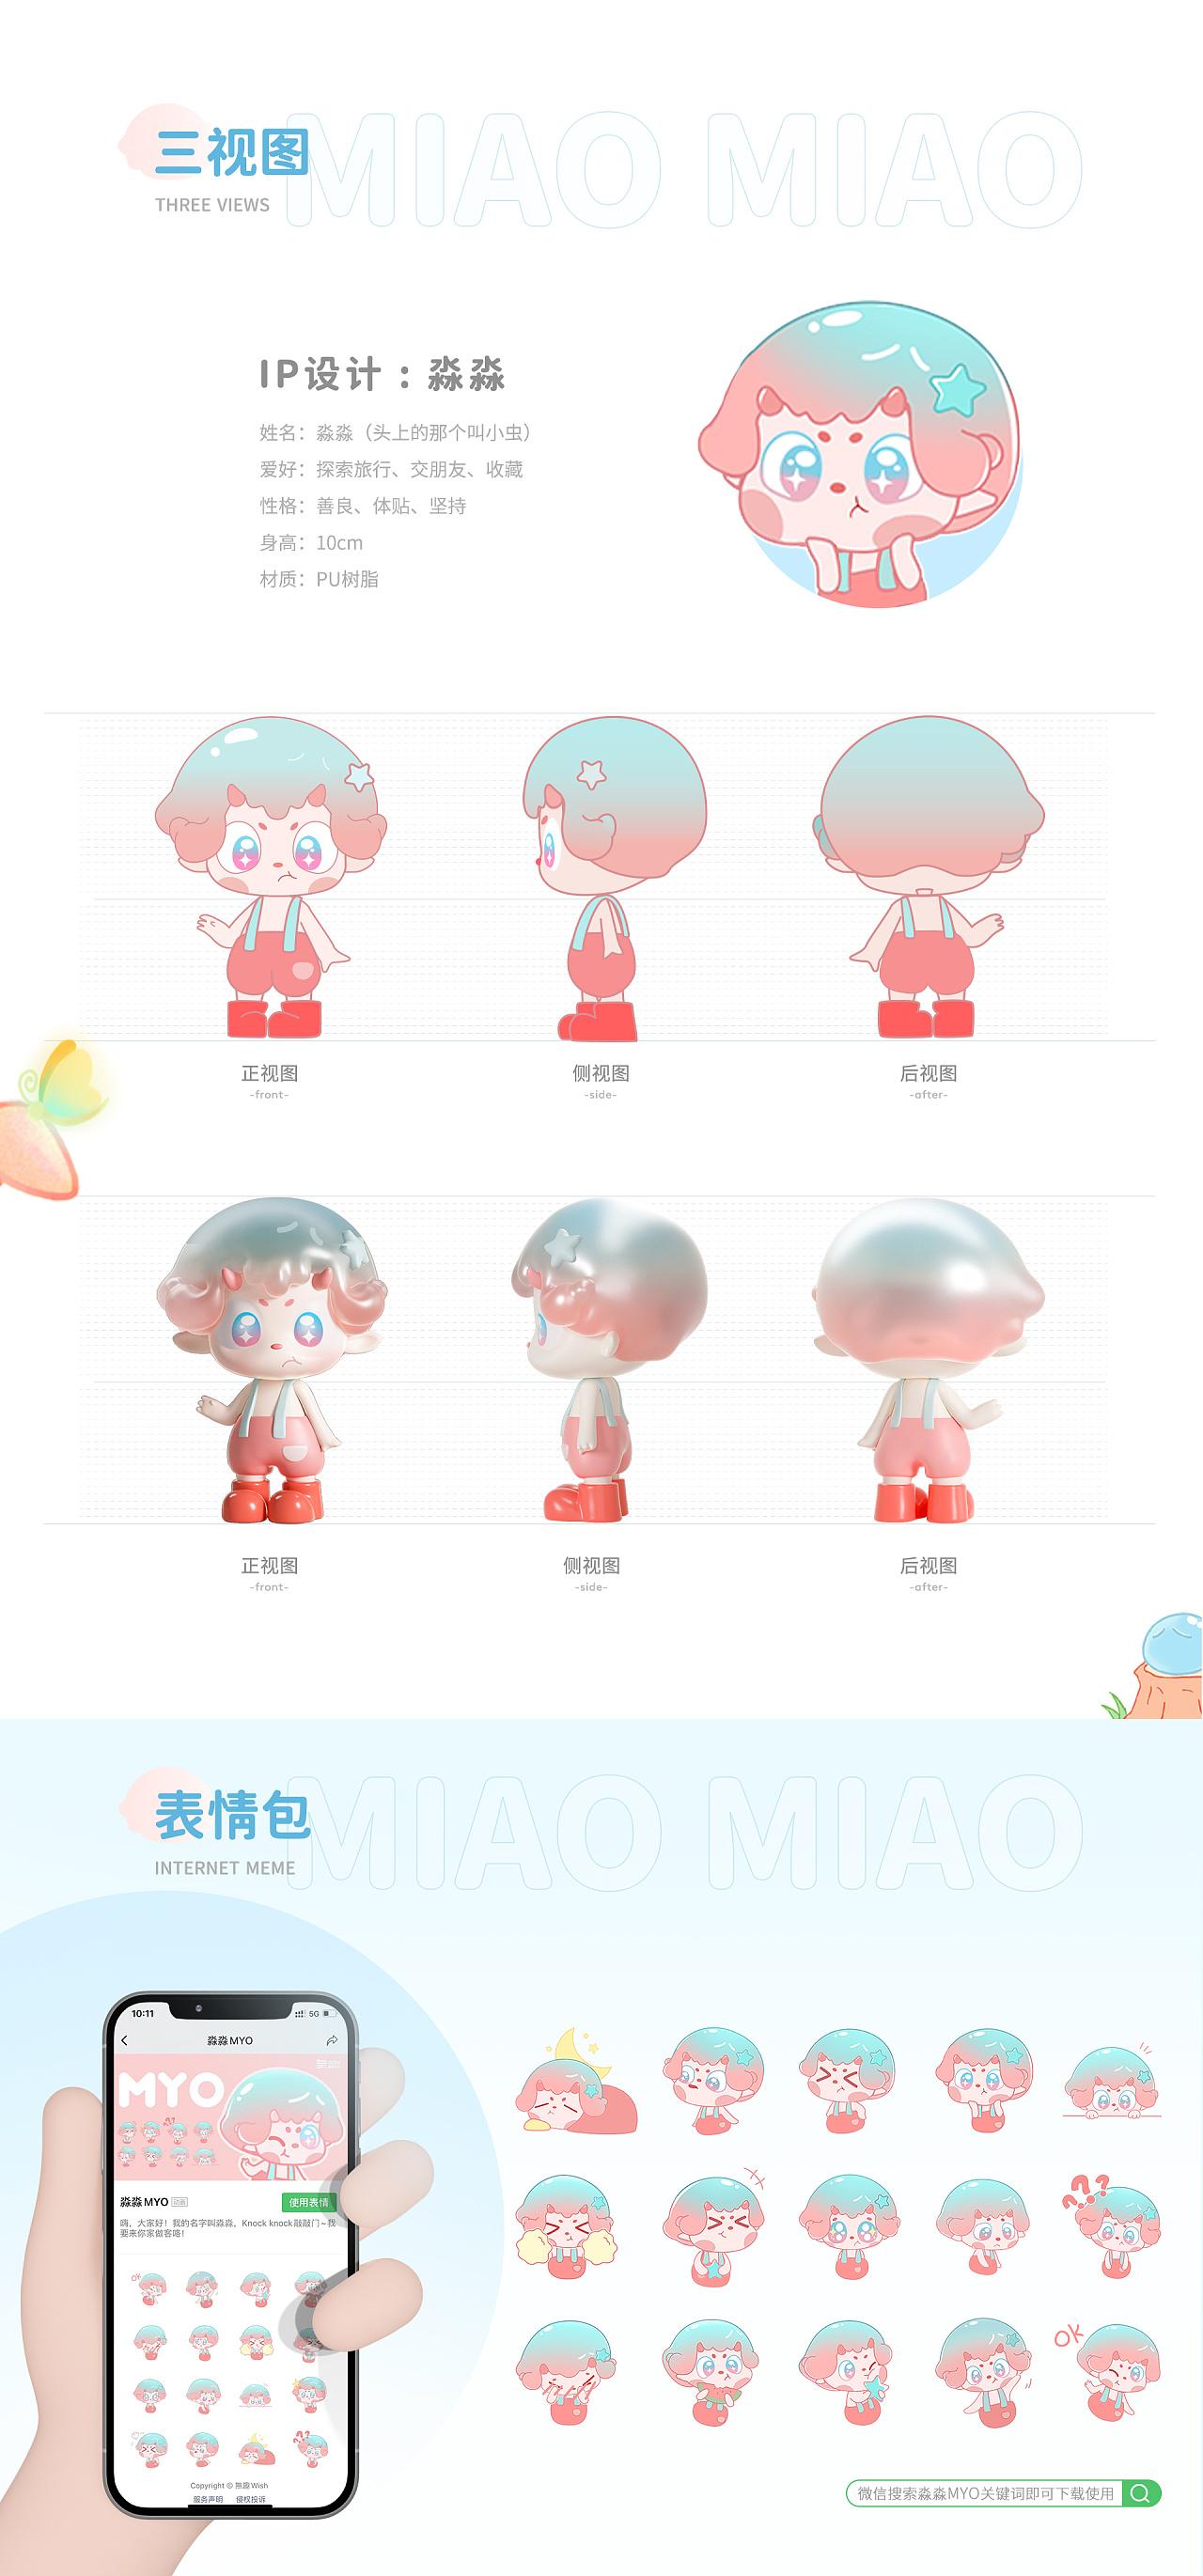 三视图
MIAO MIAO
THREE VIEWS
IP设计：淼淼
姓名：淼淼（头上的那个叫小虫）
爱好：探索旅行、交朋友、收藏
性格：善良、体贴、坚持
身高：10cm
材质：PU树脂
正视图
-front-
侧视图
-side-
后视图
-after-
正视图
-front-
侧视图
-side-
后视图
-after-
表情包
MIAO MIAO
INTERNET MEME
10:11
5G
淼淼MYO
MYO
淼淼MYO
使用表情
嗨，大家好！我的名字叫淼淼，Knock knock敲敲门~我
要来你家做客咯！
OK
Copyright © 無趣Wish
服务声明 侵权投诉
???
OK
微信搜索淼淼MYO关键词即可下载使用